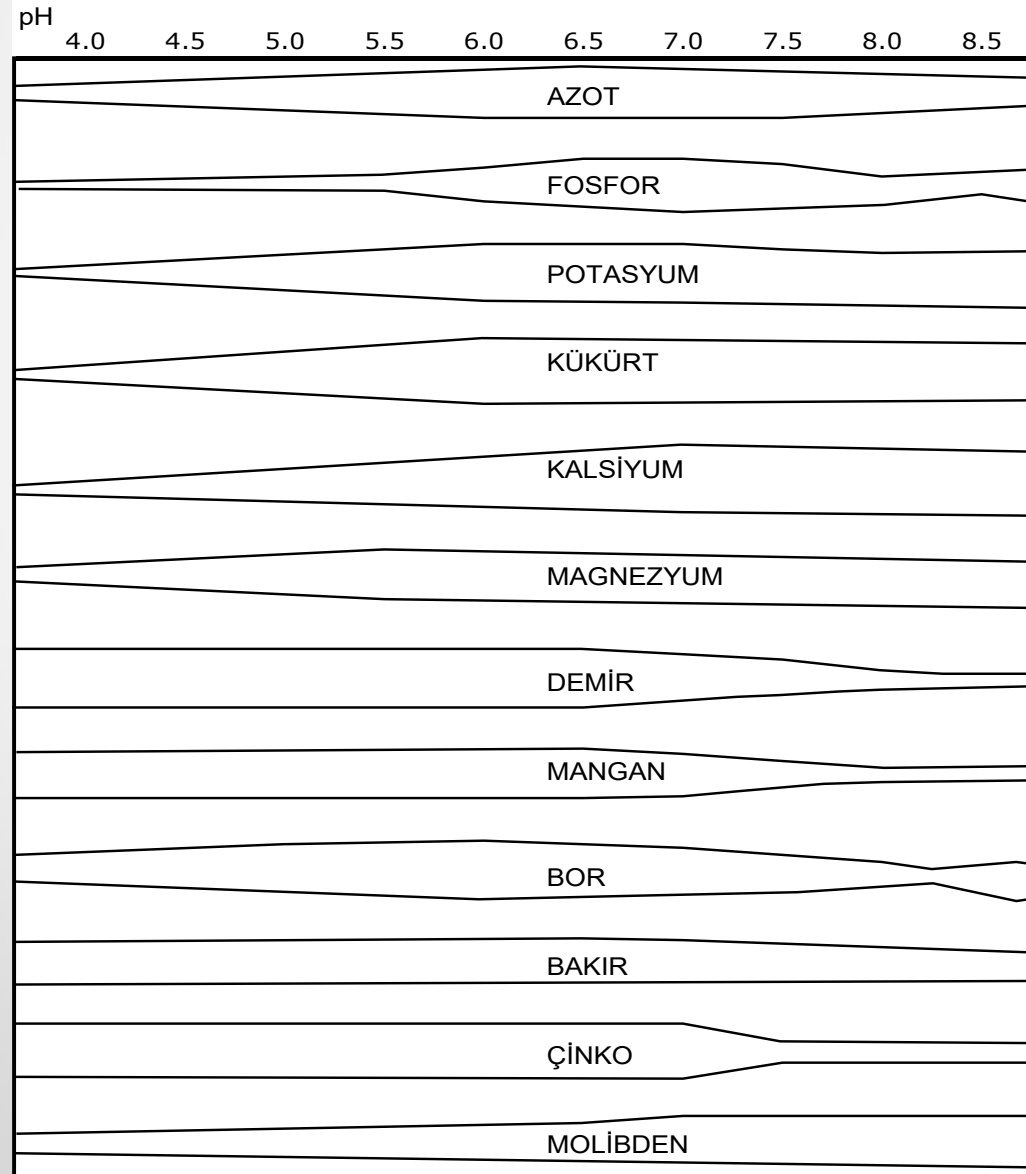 pH
4.0 4.5 5.0 5.5 6.0 6.5 7.0 7.5 8.0 8.5
AZOT
FOSFOR
POTASYUM
KÜKÜRT
KALSİYUM
MAGNEZYUM
DEMİR
MANGAN
BOR
BAKIR
ÇİNKO
MOLİBDEN